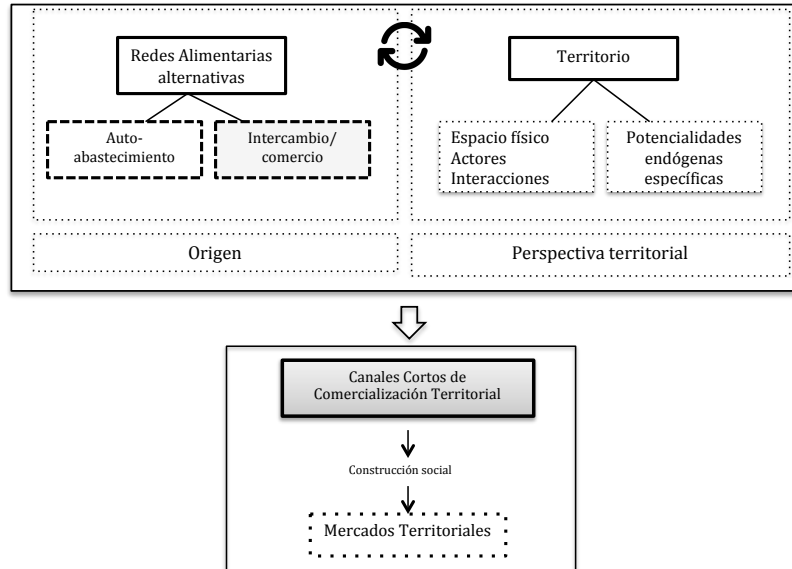 Redes Alimentarias
alternativas
Auto-
abastecimiento
Intercambio/
comercio
Origen
Territorio
Espacio físico
Actores
Interacciones
Potencialidades
endógenas
específicas
Perspectiva territorial
Canales Cortos de
Comercialización Territorial
Construcción social
Mercados Territoriales